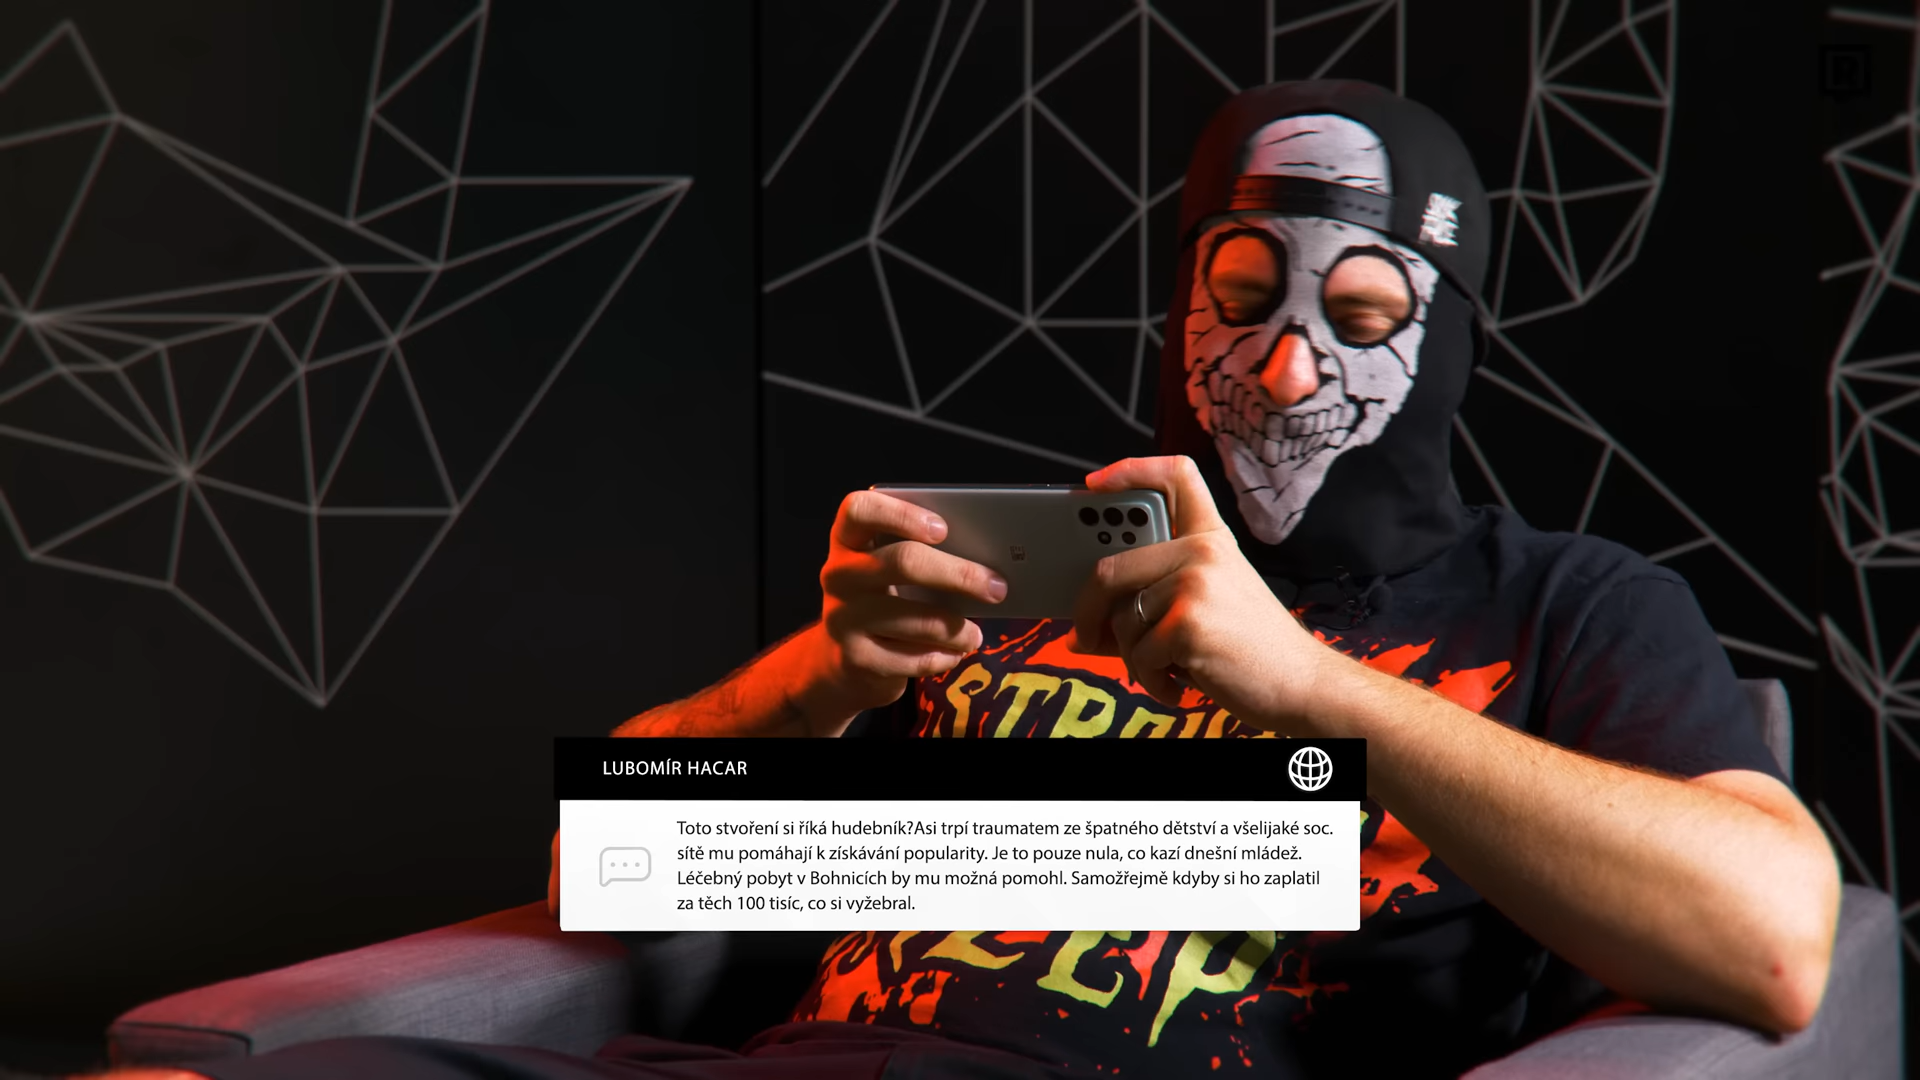 LUBOMÍR HACAR
Toto stvoření si říká hudebník?Asi trpí traumatem ze špatného dětství a všelijaké soc.
sítě mu pomáhají k získávání popularity. Je to pouze nula, co kazí dnešní mládež.
Léčebný pobyt v Bohnicích by mu možná pomohl. Samožřejmě kdyby si ho zaplatil
za těch 100 tisíc, co si vyžebral.